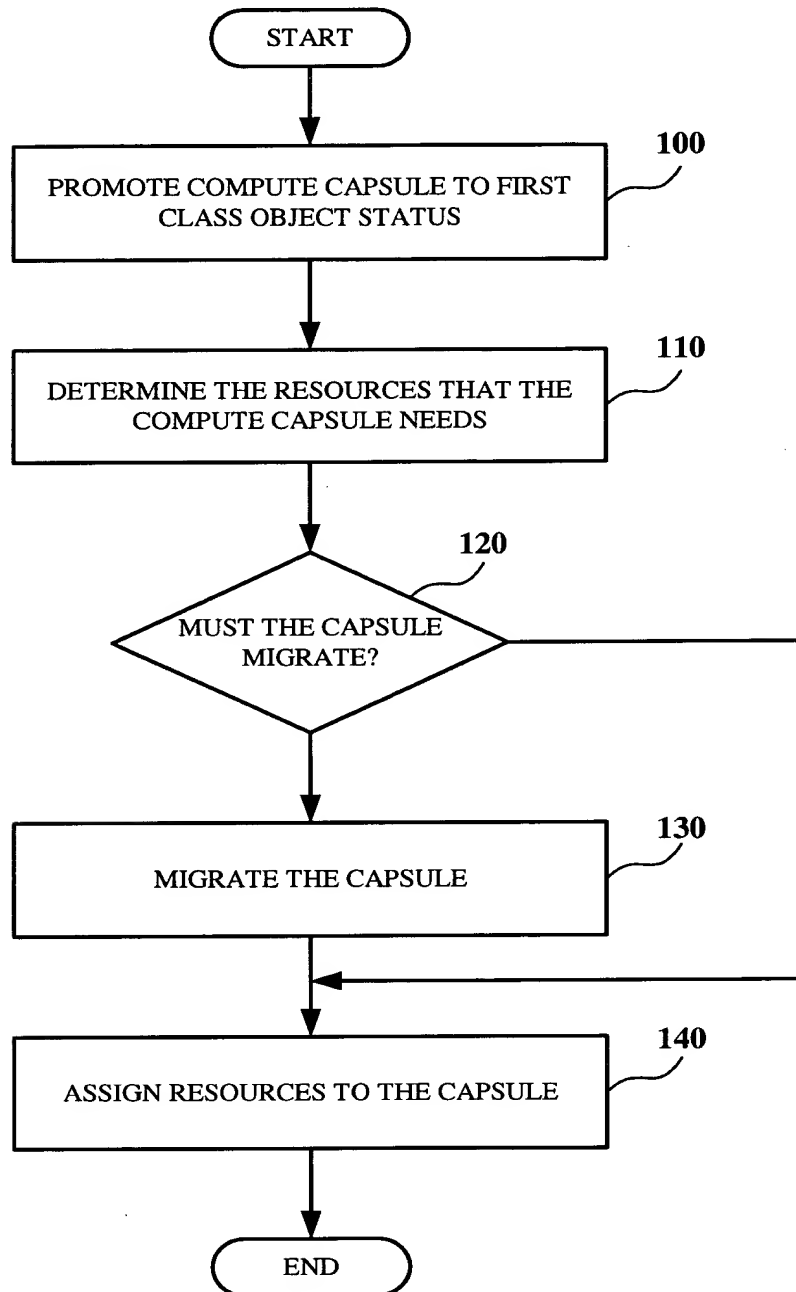 START
100
PROMOTE COMPUTE CAPSULE TO FIRST
CLASS OBJECT STATUS
110
DETERMINE THE RESOURCES THAT THE
COMPUTE CAPSULE NEEDS
120
MUST THE CAPSULE
MIGRATE?
130
MIGRATE THE CAPSULE
140
ASSIGN RESOURCES TO THE CAPSULE
END